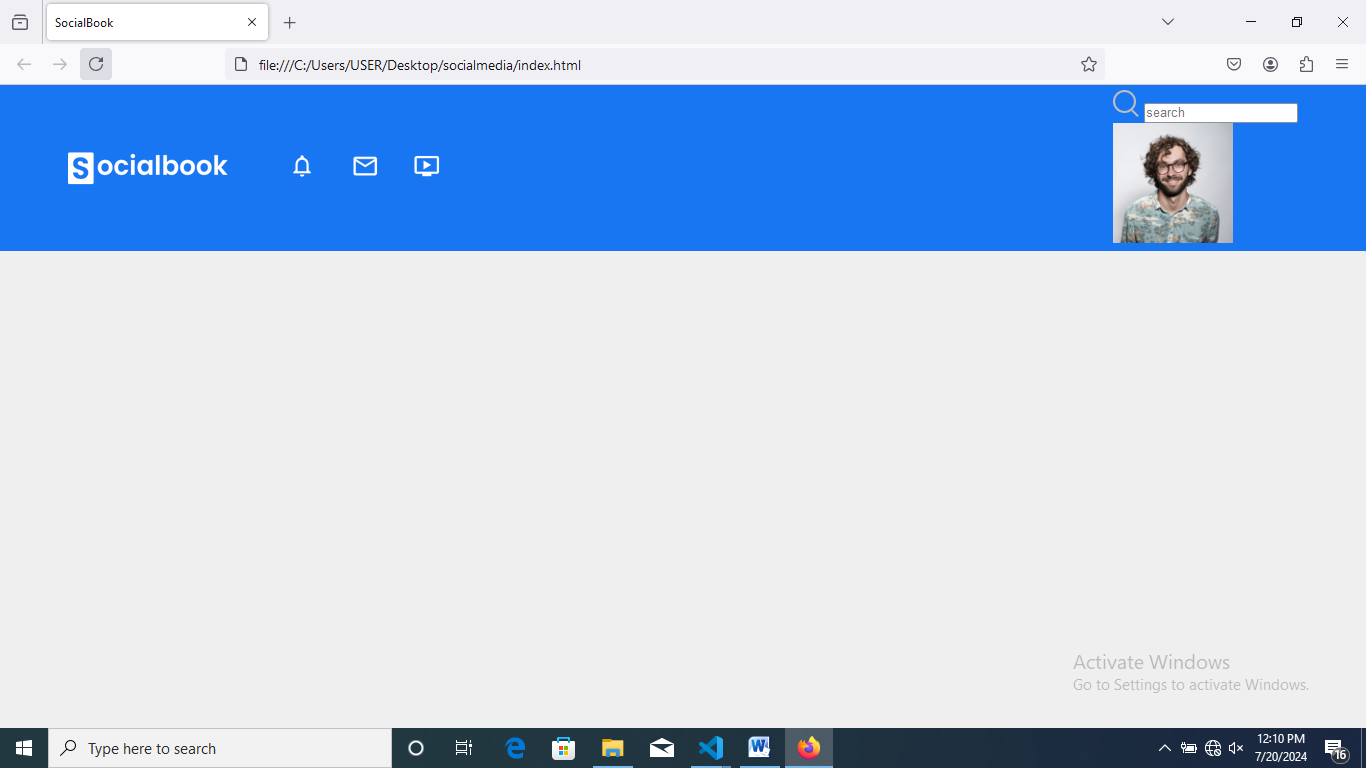 SocialBook
file:///C:/Users/USER/Desktop/socialmedia/index.html
search
Socialbook
Activate Windows
Go to Settings to activate Windows.
Type here to search
12:10 PM
7/20/2024
16